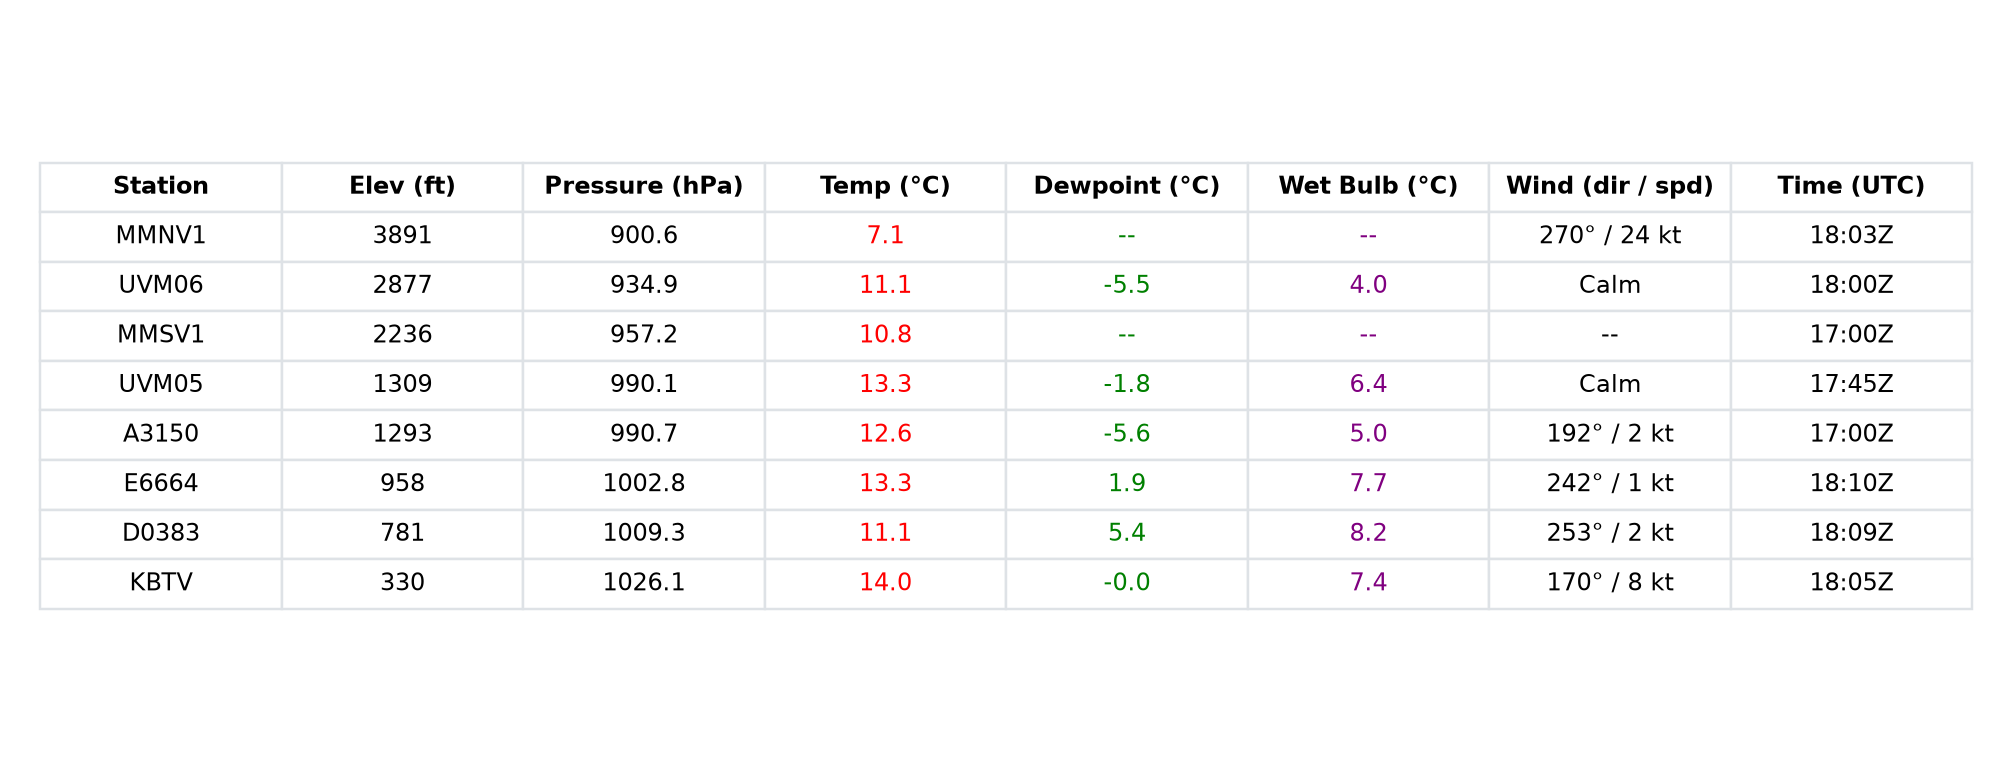 Station Elev (ft) Pressure (hPa) Temp (°C) Dewpoint (°C) Wet Bulb (°C) Wind (dir / spd) Time (UTC)
MMNV1 3891 900.6 7.1 -- -- 270° / 24 kt 18:03Z
UVM06 2877 934.9 11.1 -5.5 4.0 Calm 18:00Z
MMSV1 2236 957.2 10.8 -- -- -- 17:00Z
UVM05 1309 990.1 13.3 -1.8 6.4 Calm 17:45Z
A3150 1293 990.7 12.6 -5.6 5.0 192° / 2 kt 17:00Z
E6664 958 1002.8 13.3 1.9 7.7 242° / 1 kt 18:10Z
D0383 781 1009.3 11.1 5.4 8.2 253° / 2 kt 18:09Z
KBTV 330 1026.1 14.0 -0.0 7.4 170° / 8 kt 18:05Z